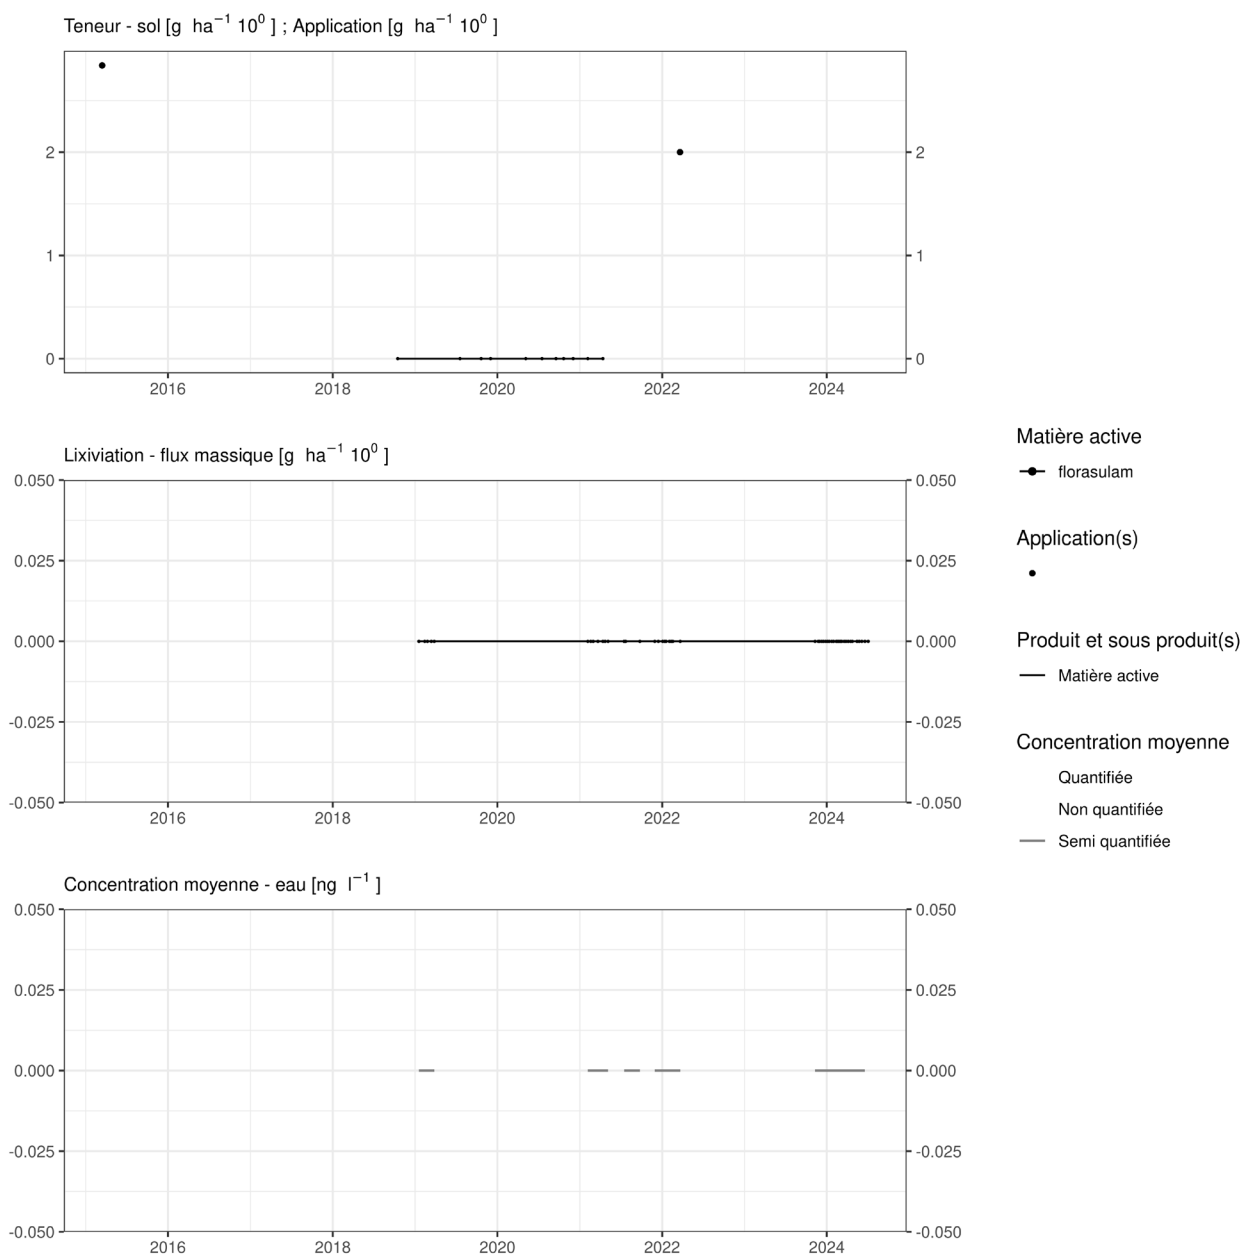 Teneur - sol [g ha−1 100 ] ; Application [g ha−1 100 ]
2 2
1 1
0 0
2016 2018 2020 2022 2024
Lixiviation - flux massique [g ha−1 100 ]
0.050 0.050
0.025 0.025
0.000 0.000
-0.025 -0.025
-0.050 -0.050
2016 2018 2020 2022 2024
Concentration moyenne - eau [ng l−1 ]
0.050 0.050
0.025 0.025
0.000 0.000
-0.025 -0.025
-0.050 -0.050
2016 2018 2020 2022 2024
Matière active
florasulam
Application(s)
Produit et sous produit(s)
Matière active
Concentration moyenne
Quantifiée
Non quantifiée
Semi quantifiée